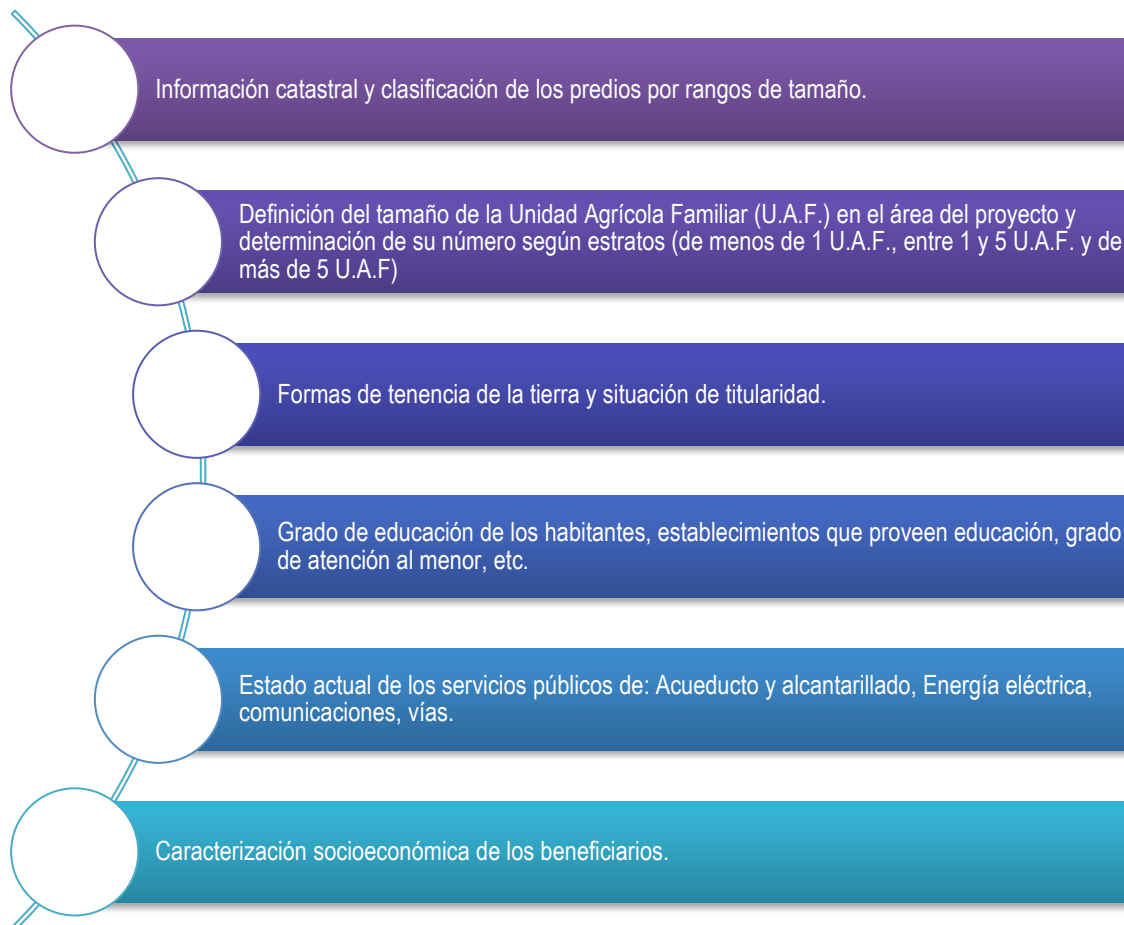 Información catastral y clasificación de los predios por rangos de tamaño.
Definición del tamaño de la Unidad Agrícola Familiar (U.A.F.) en el área del proyecto y
determinación de su número según estratos (de menos de 1 U.A.F., entre 1 y 5 U.A.F. y de
más de 5 U.A.F)
Formas de tenencia de la tierra y situación de titularidad.
Grado de educación de los habitantes, establecimientos que proveen educación, grado
de atención al menor, etc.
Estado actual de los servicios públicos de: Acueducto y alcantarillado, Energía eléctrica,
comunicaciones, vías.
Caracterización socioeconómica de los beneficiarios.